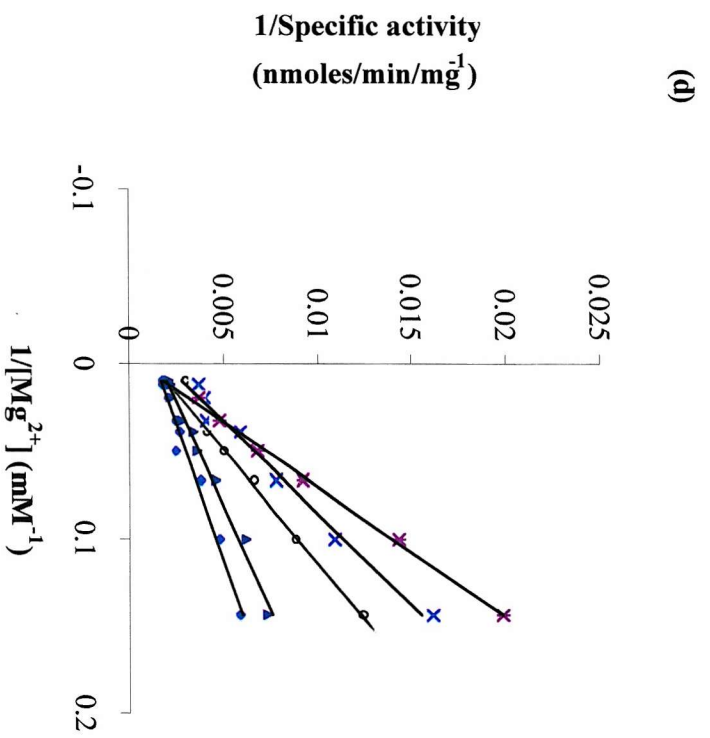 (d)
1/Specific activity
(nmoles/min/mg⁻¹)
0.025
0.02
0.015
0.01
0.005
0
-0.1
0
0.1
0.2
1/[Mg²⁺] (mM⁻¹)